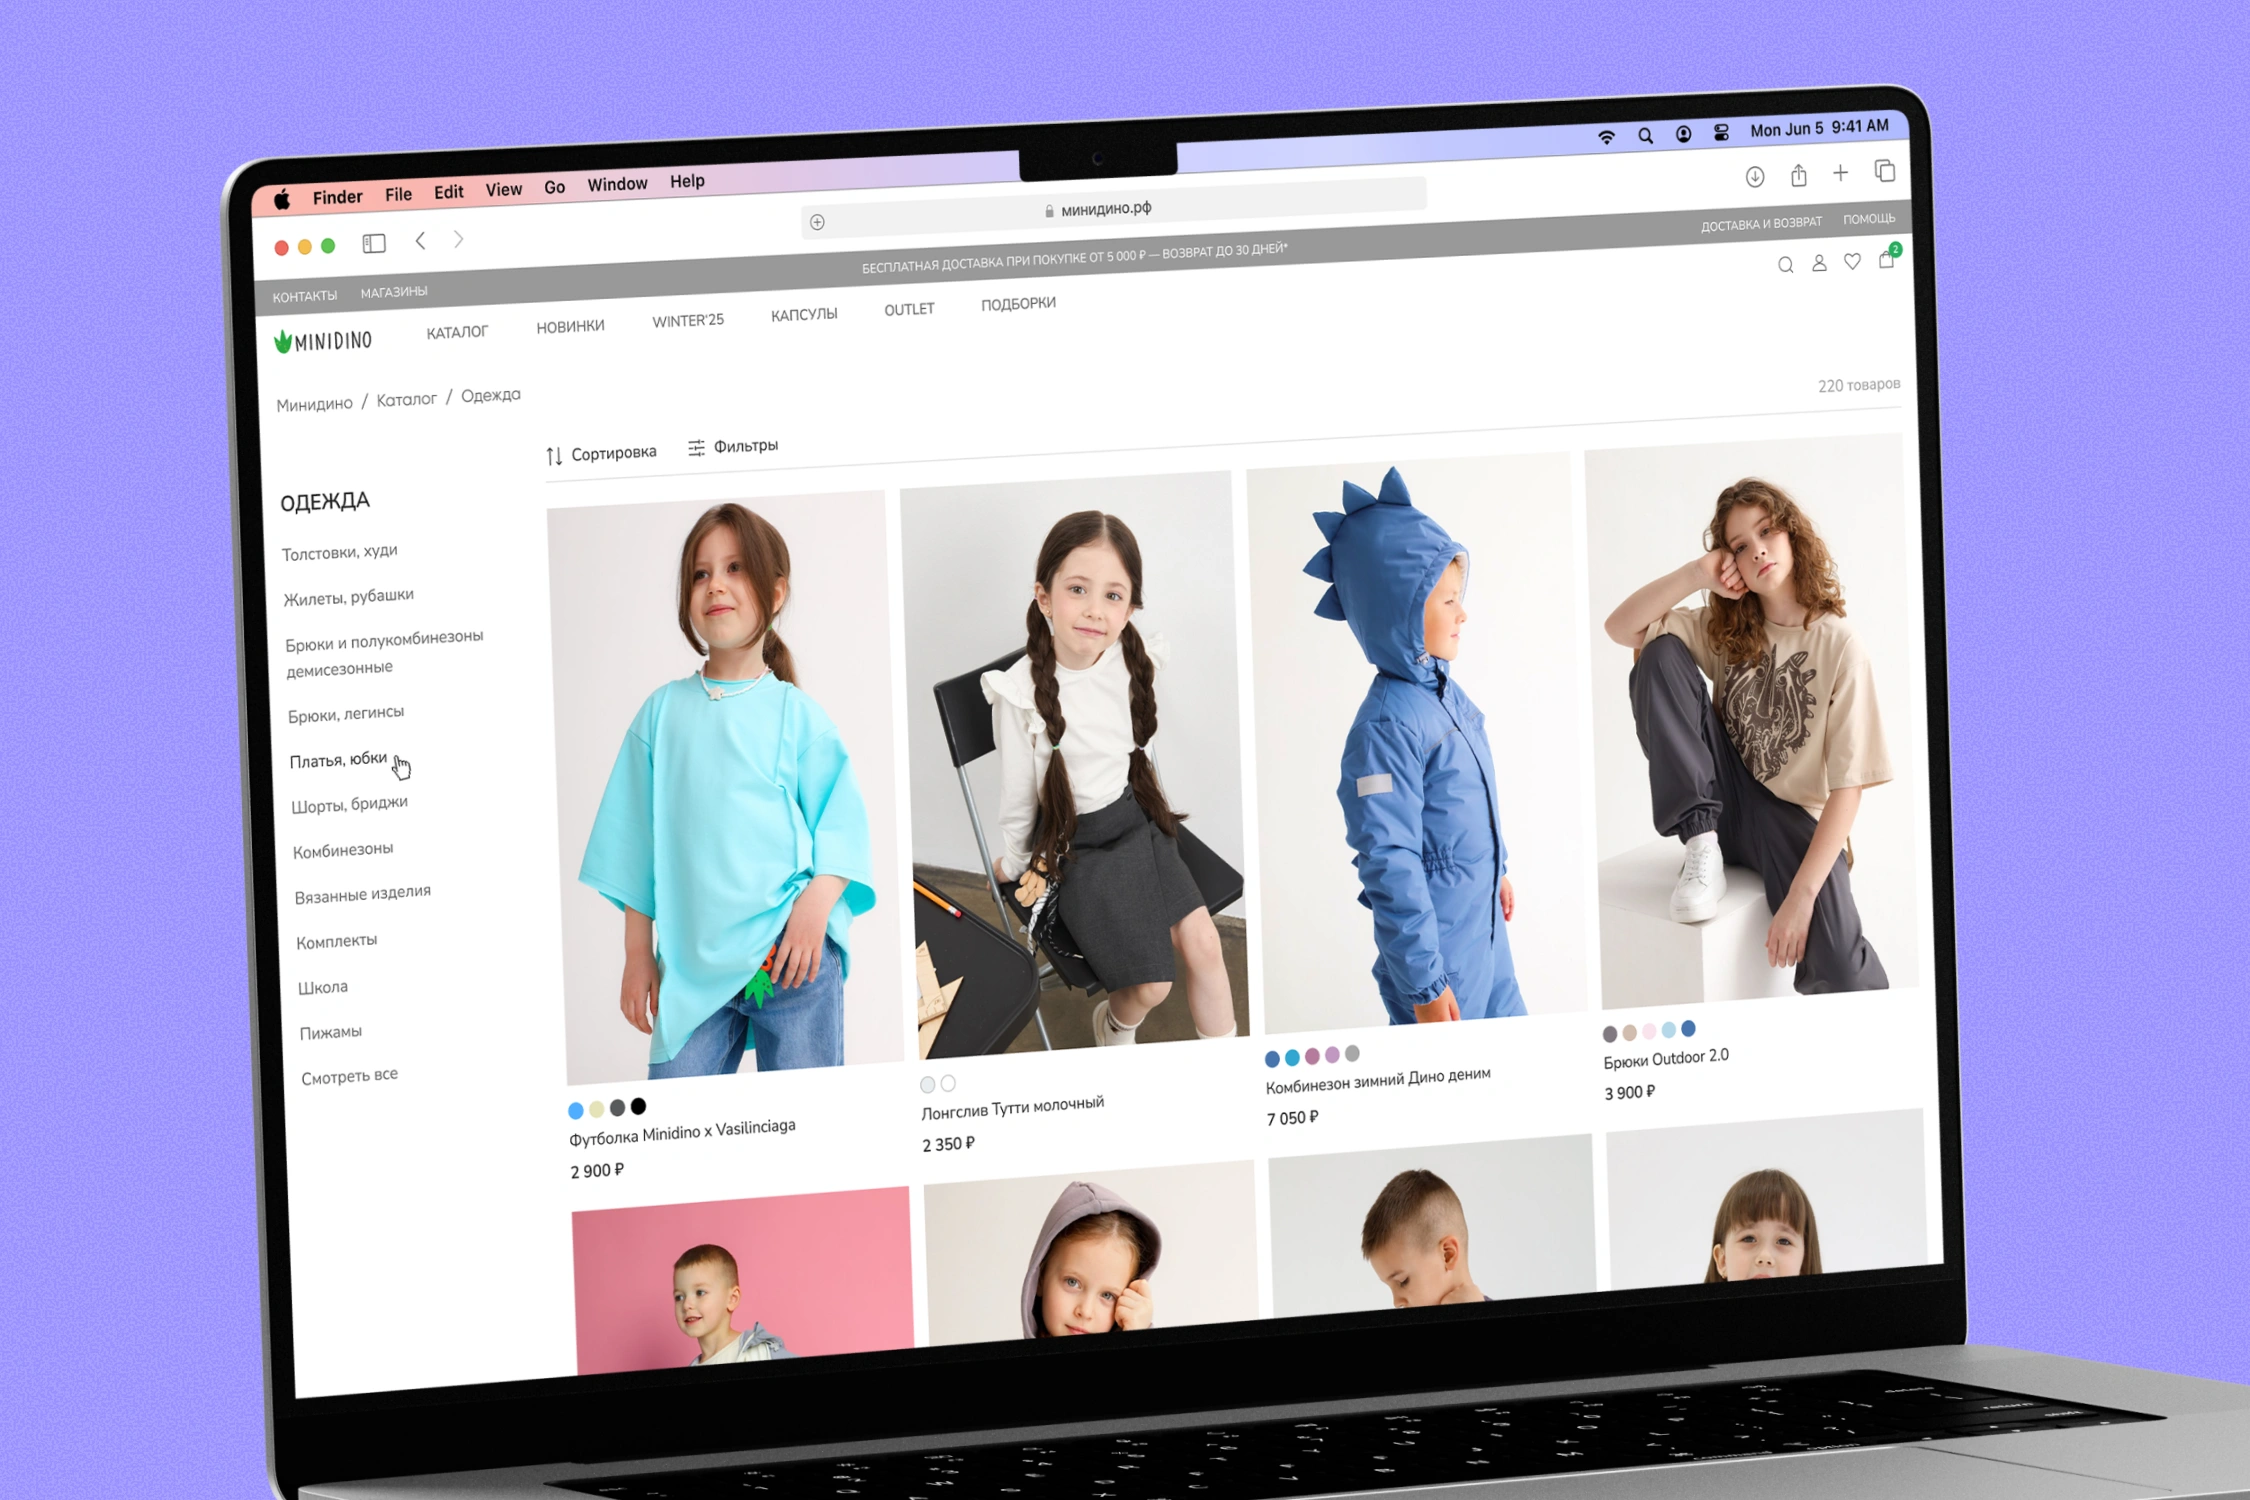 Finder File Edit View Go Window Help
Mon Jun 5 9:41 AM
минидино.рф
КОНТАКТЫ МАГАЗИНЫ
БЕСПЛАТНАЯ ДОСТАВКА ПРИ ПОКУПКЕ ОТ 5 000 ₽ — ВОЗВРАТ ДО 30 ДНЕЙ*
ДОСТАВКА И ВОЗВРАТ ПОМОЩЬ
MINIDINO
КАТАЛОГ НОВИНКИ WINTER'25 КАПСУЛЫ OUTLET ПОДБОРКИ
2
Минидино / Каталог / Одежда
220 товаров
Сортировка Фильтры
ОДЕЖДА
Толстовки, худи
Жилеты, рубашки
Брюки и полукомбинезоны
демисезонные
Брюки, легинсы
Платья, юбки
Шорты, бриджи
Комбинезоны
Вязанные изделия
Комплекты
Школа
Пижамы
Смотреть все
Футболка Minidino x Vasilinciaga
2 900 ₽
Лонгслив Тутти молочный
2 350 ₽
Комбинезон зимний Дино деним
7 050 ₽
Брюки Outdoor 2.0
3 900 ₽